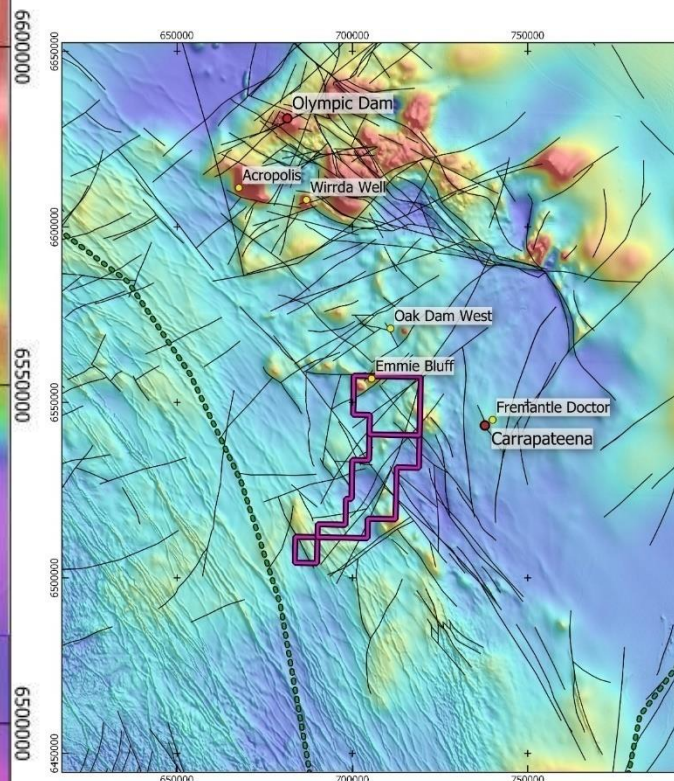 6600000
6550000
6500000
650000
700000
750000
6650000
6600000
6550000
6500000
6450000
Olympic Dam
Acropolis
Wirrda Well
Oak Dam West
Emmie Bluff
Fremantle Doctor
Carrapateena
650000
700000
750000